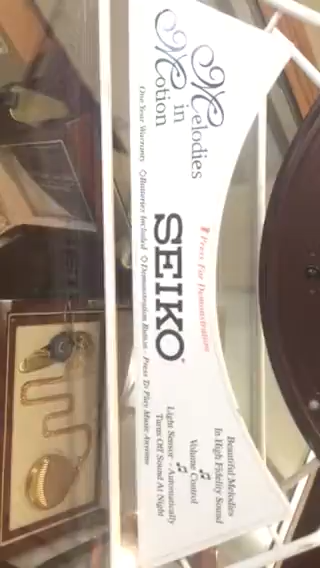 Melodies
in
Motion
Press For Demonstration
SEIKO
Beautiful Melodies
In High Fidelity Sound
Volume Control
Light Sensor - Automatically
Turns Off Sound At Night
One Year Warranty ◇ Batteries Included ◇ Demonstration Button - Press To Play Music Anytime